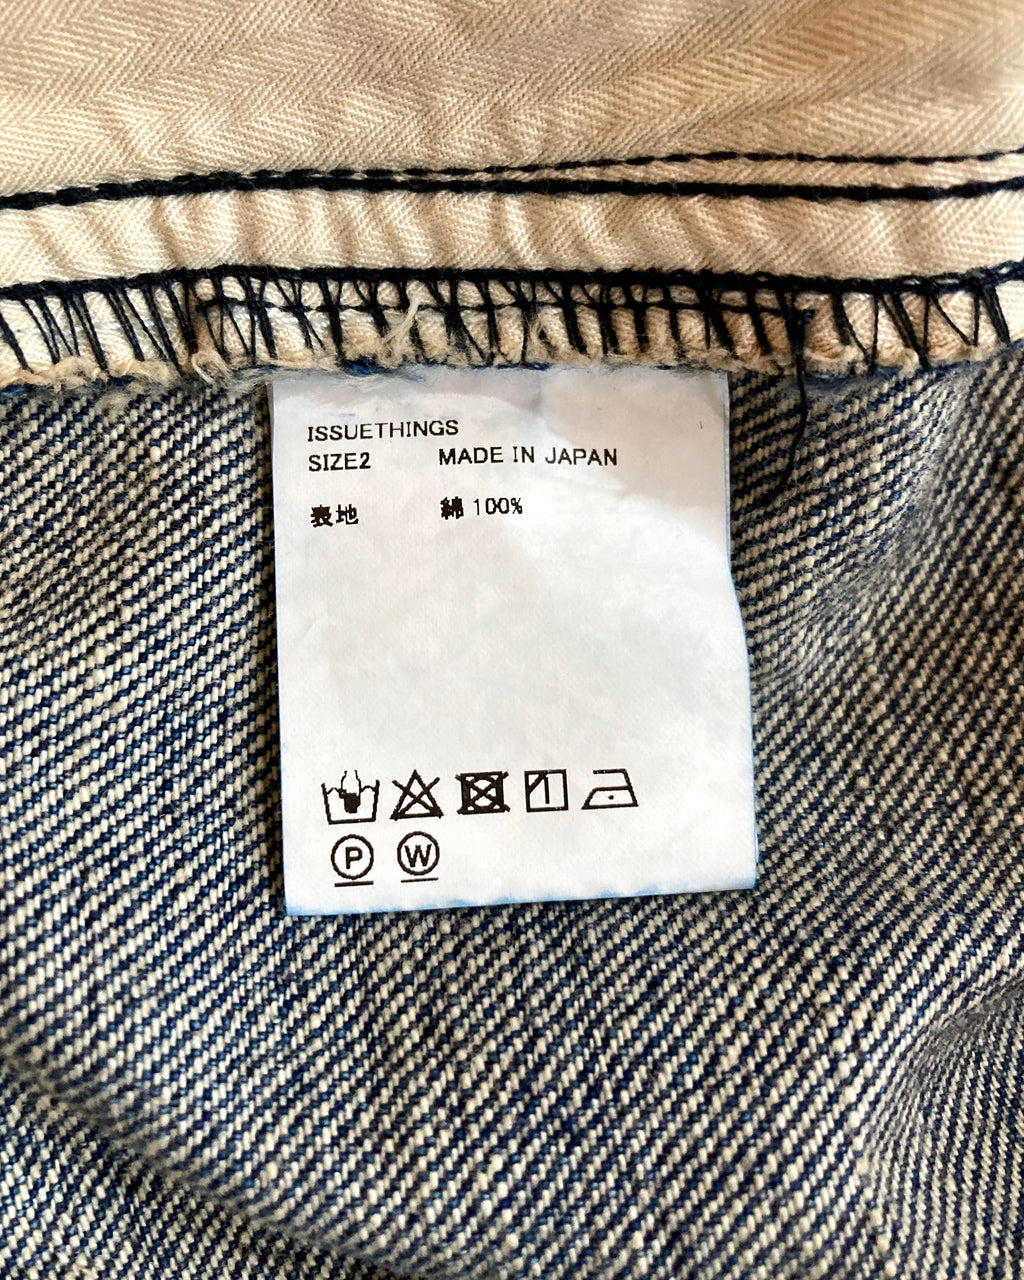 ISSUETHINGS
SIZE2 MADE IN JAPAN
表地 綿 100%
P W